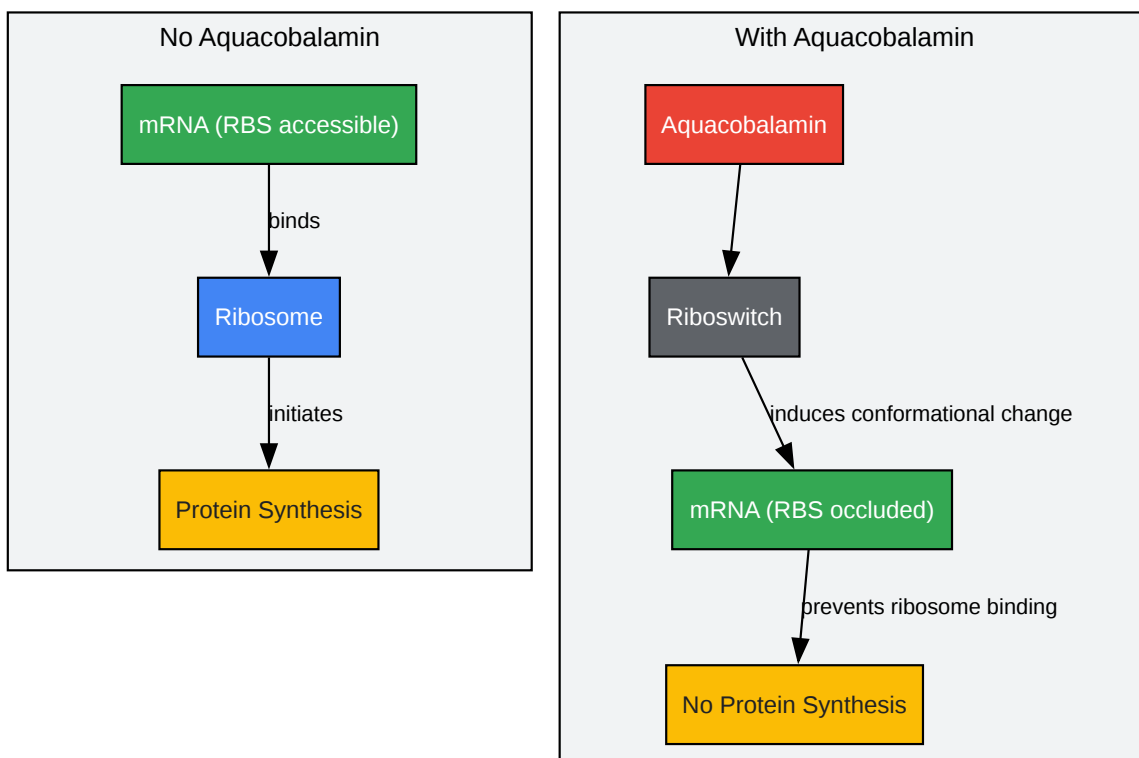 No Aquacobalamin
mRNA (RBS accessible)
binds
Ribosome
initiates
Protein Synthesis
With Aquacobalamin
Aquacobalamin
Riboswitch
induces conformational change
mRNA (RBS occluded)
prevents ribosome binding
No Protein Synthesis